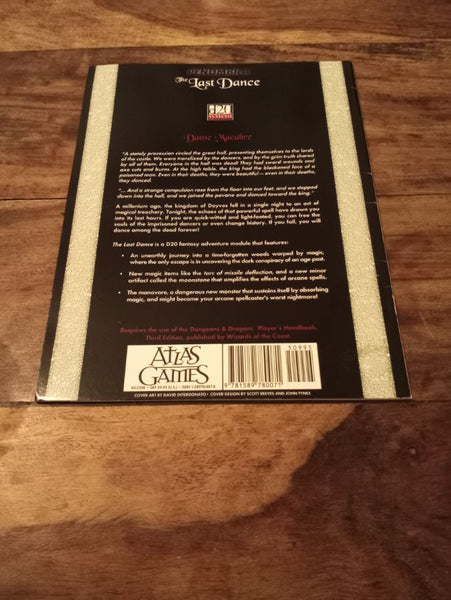 PENUMBRA
The Last Dance
d20
system
Danse Macabre
"A stately procession circled the great hall, presenting themselves to the lords
of the castle. We were transfixed by the dancers, and by the grim truth shared
by all of them. Everyone in the hall was dead! They had sword wounds and
axe cuts and burns. At the high table, the king had the blackened face of a
poisoned man. Even in their deaths, they were beautiful – even in their deaths,
they danced.
"... And a strange compulsion rose from the floor into our feet, and we stepped
down into the hall, and we joined the pavane and danced toward the king."
A millennium ago, the kingdom of Dayves fell in a single night to an act of
magical treachery. Tonight, the echoes of that powerful spell have drawn you
into its last hours. If you are quick-witted and light-footed, you can free the
souls of the imprisoned dancers or even change history. If you fail, you will
dance among the dead forever!
The Last Dance is a D20 fantasy adventure module that features:
• An unearthly journey into a time-forgotten woods warped by magic,
where the only escape is in uncovering the dark conspiracy of an age past.
• New magic items like the torc of missile deflection, and a new minor
artifact called the moonstone that amplifies the effects of arcane spells.
• The manavore, a dangerous new monster that sustains itself by absorbing
magic, and might become your arcane spellcaster's worst nightmare!
Requires the use of the Dungeons & Dragons Player's Handbook,
Third Edition, published by Wizards of the Coast.
50995
ATLAS
GAMES
9 781589 780071
COVER ART BY DAVID INTERDONATO • COVER DESIGN BY SCOTT REEVES AND JOHN TYNES